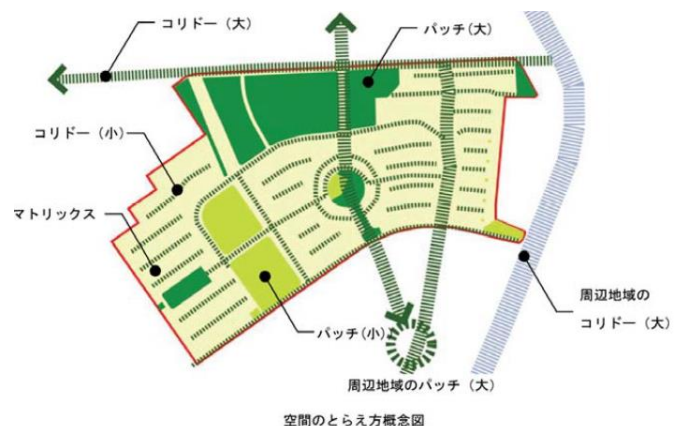 コリドー（大）
パッチ(大)
コリドー（小）
マトリックス
周辺地域の
コリドー（大）
パッチ(小)
周辺地域のパッチ（大）
空間のとらえ方概念図